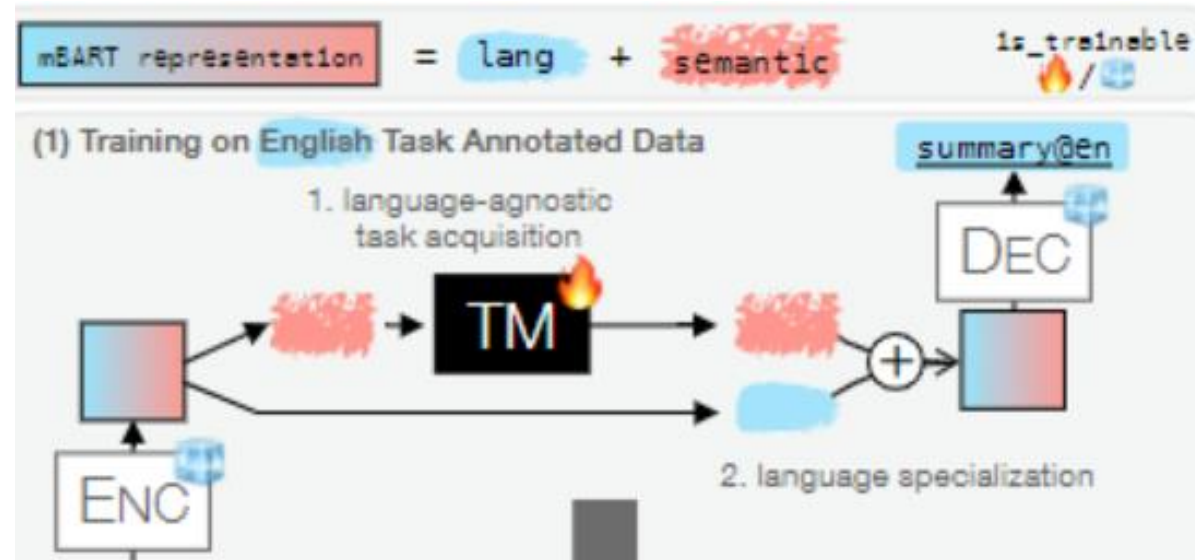 mBART representation = lang + semantic
is_trainable
/
(1) Training on English Task Annotated Data
summary@en
1. language-agnostic
task acquisition
DEC
TM
+
ENC
2. language specialization